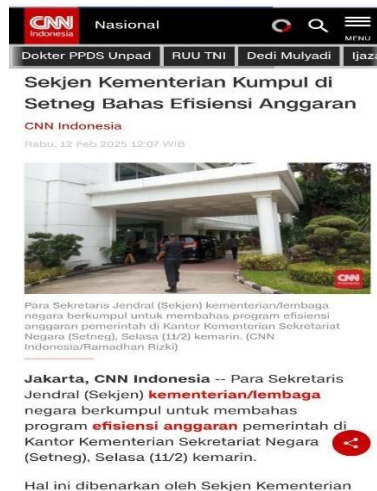 CNN
Indonesia
Nasional
MENU
Dokter PPDS Unpad
RUU TNI
Dedi Mulyadi
Ijaza
Sekjen Kementerian Kumpul di
Setneg Bahas Efisiensi Anggaran
CNN Indonesia
Rabu, 12 Feb 2025 12:07 WIB
CNN
Indonesia
Para Sekretaris Jendral (Sekjen) kementerian/lembaga
negara berkumpul untuk membahas program efisiensi
anggaran pemerintah di Kantor Kementerian Sekretariat
Negara (Setneg), Selasa (11/2) kemarin. (CNN
Indonesia/Ramadhan Rizki)
Jakarta, CNN Indonesia -- Para Sekretaris
Jendral (Sekjen) kementerian/lembaga
negara berkumpul untuk membahas
program efisiensi anggaran pemerintah di
Kantor Kementerian Sekretariat Negara
(Setneg), Selasa (11/2) kemarin.
Hal ini dibenarkan oleh Sekjen Kementerian